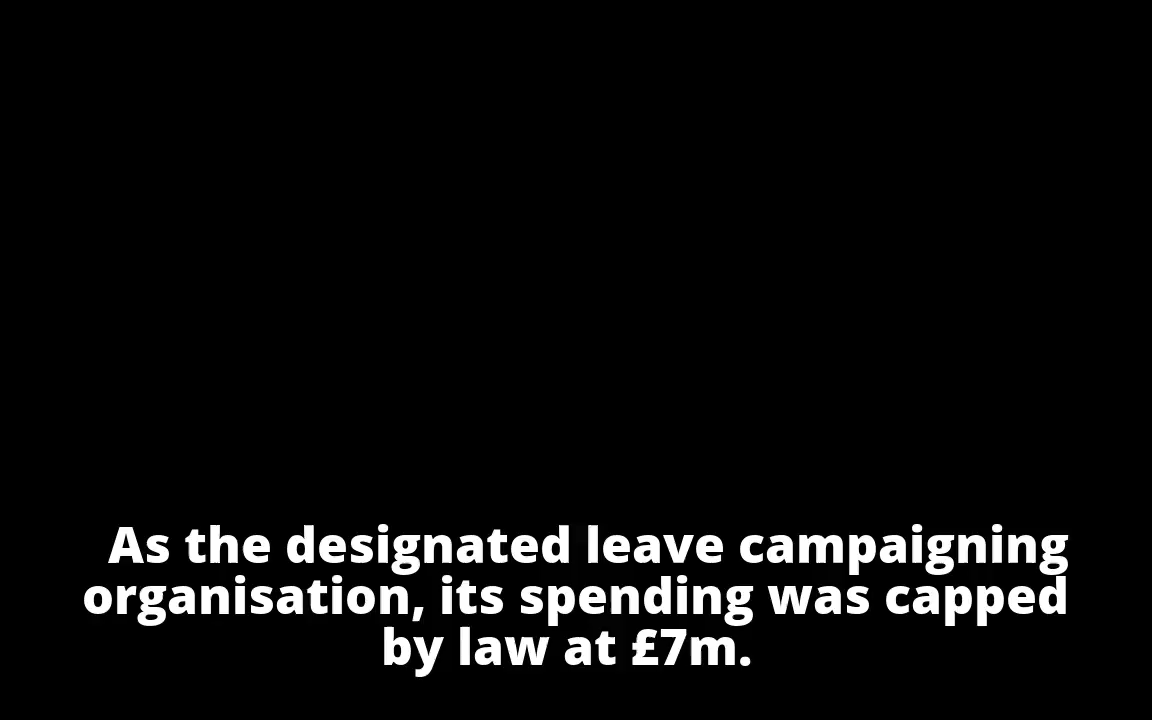 As the designated leave campaigning
organisation, its spending was capped
by law at £7m.